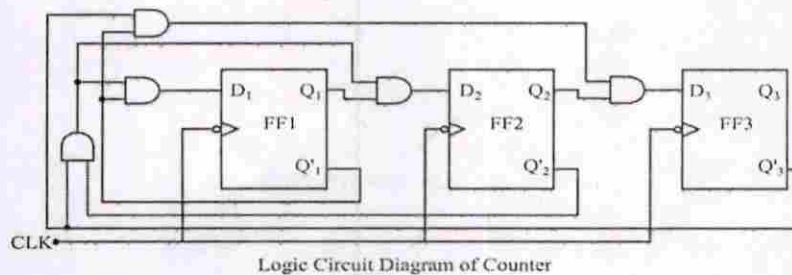 D₁ Q₁ D₂ Q₂ D₃ Q₃
FF1 FF2 FF3
Q'₁ Q'₂ Q'₃
CLK
Logic Circuit Diagram of Counter